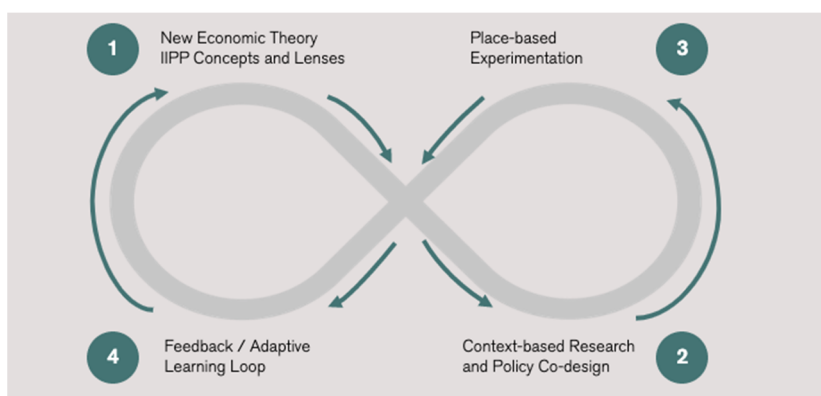 1
New Economic Theory
IIPP Concepts and Lenses
Place-based
Experimentation
3
4
Feedback / Adaptive
Learning Loop
Context-based Research
and Policy Co-design
2